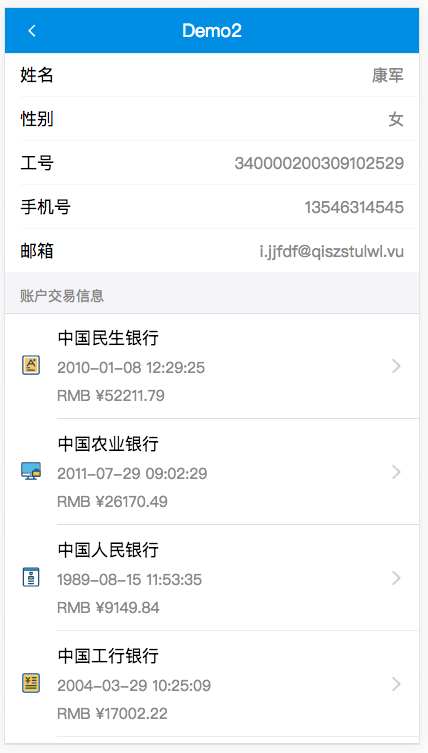 Demo2
姓名 康军
性别 女
工号 340000200309102529
手机号 13546314545
邮箱 i.jjfdf@qiszstulwl.vu
账户交易信息
中国民生银行
2010-01-08 12:29:25
RMB ¥52211.79
中国农业银行
2011-07-29 09:02:29
RMB ¥26170.49
中国人民银行
1989-08-15 11:53:35
RMB ¥9149.84
中国工行银行
2004-03-29 10:25:09
RMB ¥17002.22